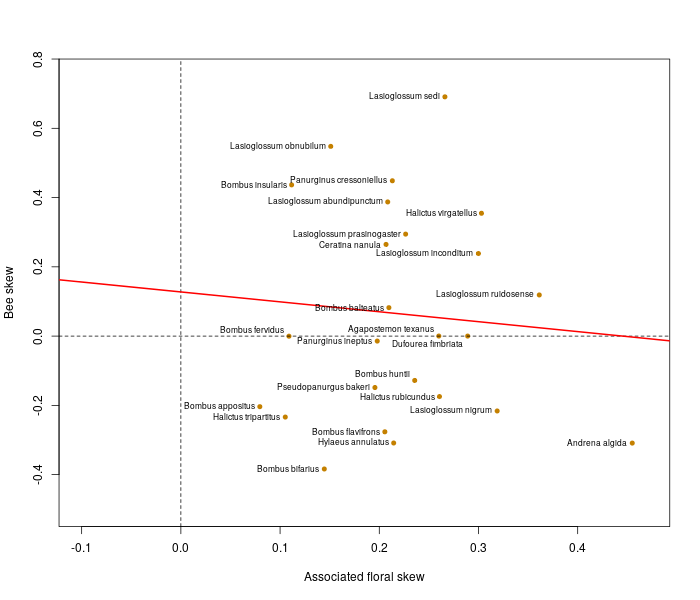 0.8
Lasioglossum sedi
0.6
Lasioglossum obnubilum
Panurginus cressoniellus
Bombus insularis
0.4
Lasioglossum abundipunctum
Halictus virgatellus
Lasioglossum prasinogaster
Ceratina nanula
Lasioglossum inconditum
0.2
Bee skew
Lasioglossum ruidosense
Bombus balteatus
Bombus fervidus
Agapostemon texanus
0.0
Panurginus ineptus
Dufourea fimbriata
Bombus huntii
Pseudopanurgus bakeri
Halictus rubicundus
-0.2
Bombus appositus
Lasioglossum nigrum
Halictus tripartitus
Bombus flavifrons
Hylaeus annulatus
Andrena algida
Bombus bifarius
-0.4
-0.1 0.0 0.1 0.2 0.3 0.4
Associated floral skew